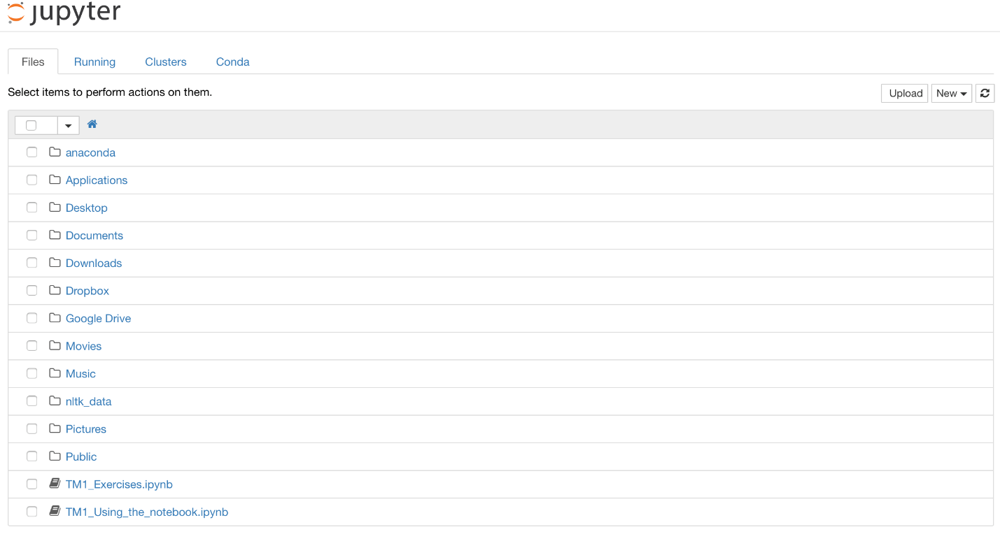 jupyter
Files Running Clusters Conda
Select items to perform actions on them.
Upload New
anaconda
Applications
Desktop
Documents
Downloads
Dropbox
Google Drive
Movies
Music
nltk_data
Pictures
Public
TM1_Exercises.ipynb
TM1_Using_the_notebook.ipynb